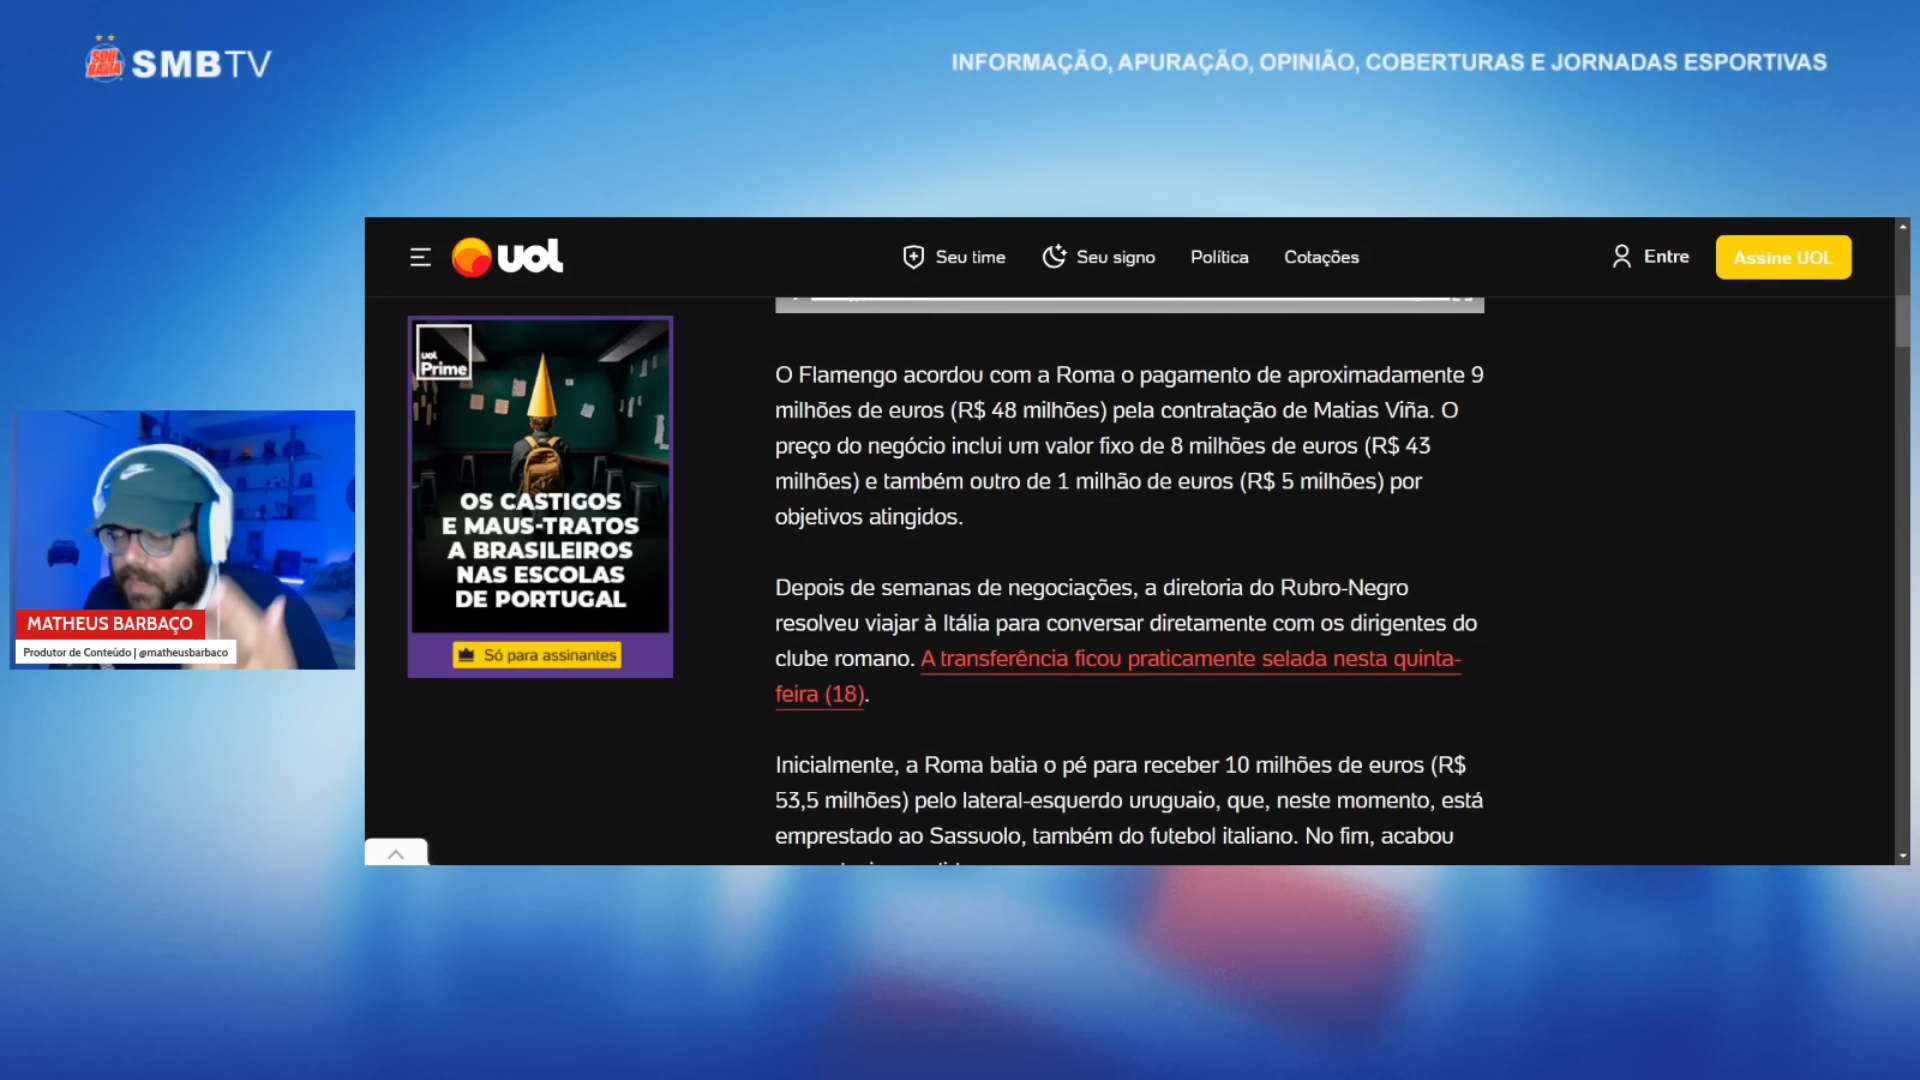 SOU BAHIA
SMBTV
INFORMAÇÃO, APURAÇÃO, OPINIÃO, COBERTURAS E JORNADAS ESPORTIVAS
uol
Seu time
Seu signo
Política
Cotações
Entre
Assine UOL
uol
Prime
OS CASTIGOS
E MAUS-TRATOS
A BRASILEIROS
NAS ESCOLAS
DE PORTUGAL
Só para assinantes
MATHEUS BARBAÇO
Produtor de Conteúdo | @matheusbarbaco
O Flamengo acordou com a Roma o pagamento de aproximadamente 9
milhões de euros (R$ 48 milhões) pela contratação de Matias Viña. O
preço do negócio inclui um valor fixo de 8 milhões de euros (R$ 43
milhões) e também outro de 1 milhão de euros (R$ 5 milhões) por
objetivos atingidos.
Depois de semanas de negociações, a diretoria do Rubro-Negro
resolveu viajar à Itália para conversar diretamente com os dirigentes do
clube romano. A transferência ficou praticamente selada nesta quinta-
feira (18).
Inicialmente, a Roma batia o pé para receber 10 milhões de euros (R$
53,5 milhões) pelo lateral-esquerdo uruguaio, que, neste momento, está
emprestado ao Sassuolo, também do futebol italiano. No fim, acabou